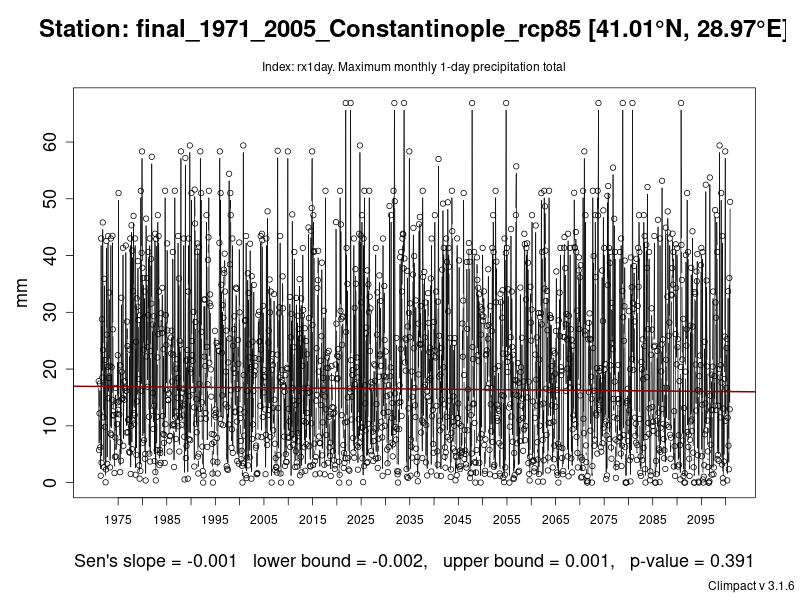 Station: final_1971_2005_Constantinople_rcp85 [41.01°N, 28.97°E]
Index: rx1day. Maximum monthly 1-day precipitation total
mm
60
50
40
30
20
10
0
1975 1985 1995 2005 2015 2025 2035 2045 2055 2065 2075 2085 2095
Sen's slope = -0.001 lower bound = -0.002, upper bound = 0.001, p-value = 0.391
Climpact v 3.1.6